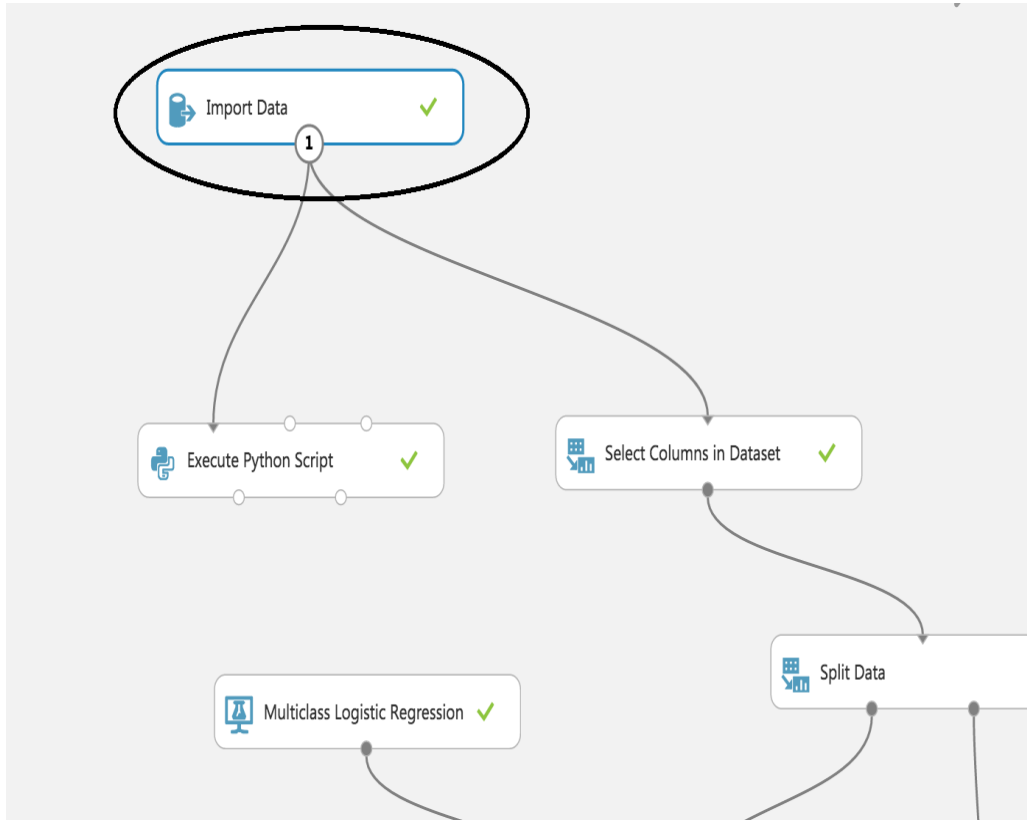 Import Data
1
Execute Python Script
Select Columns in Dataset
Split Data
Multiclass Logistic Regression